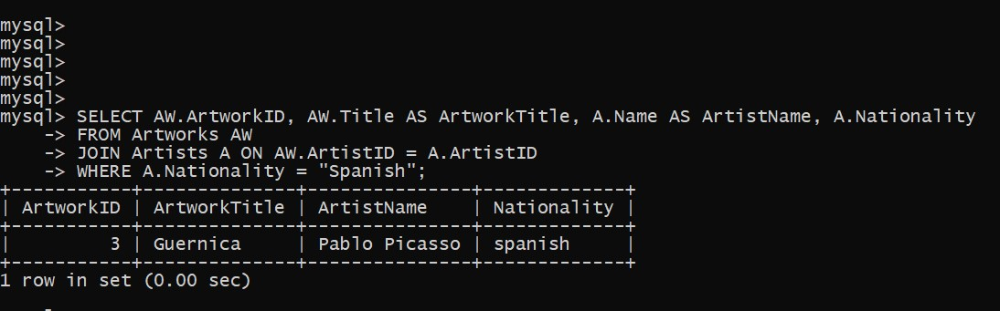 mysql>
mysql>
mysql>
mysql>
mysql>
mysql> SELECT AW.ArtworkID, AW.Title AS ArtworkTitle, A.Name AS ArtistName, A.Nationality
    -> FROM Artworks AW
    -> JOIN Artists A ON AW.ArtistID = A.ArtistID
    -> WHERE A.Nationality = "Spanish";
+-----------+--------------+---------------+-------------+
| ArtworkID | ArtworkTitle | ArtistName    | Nationality |
+-----------+--------------+---------------+-------------+
|         3 | Guernica     | Pablo Picasso | spanish     |
+-----------+--------------+---------------+-------------+
1 row in set (0.00 sec)